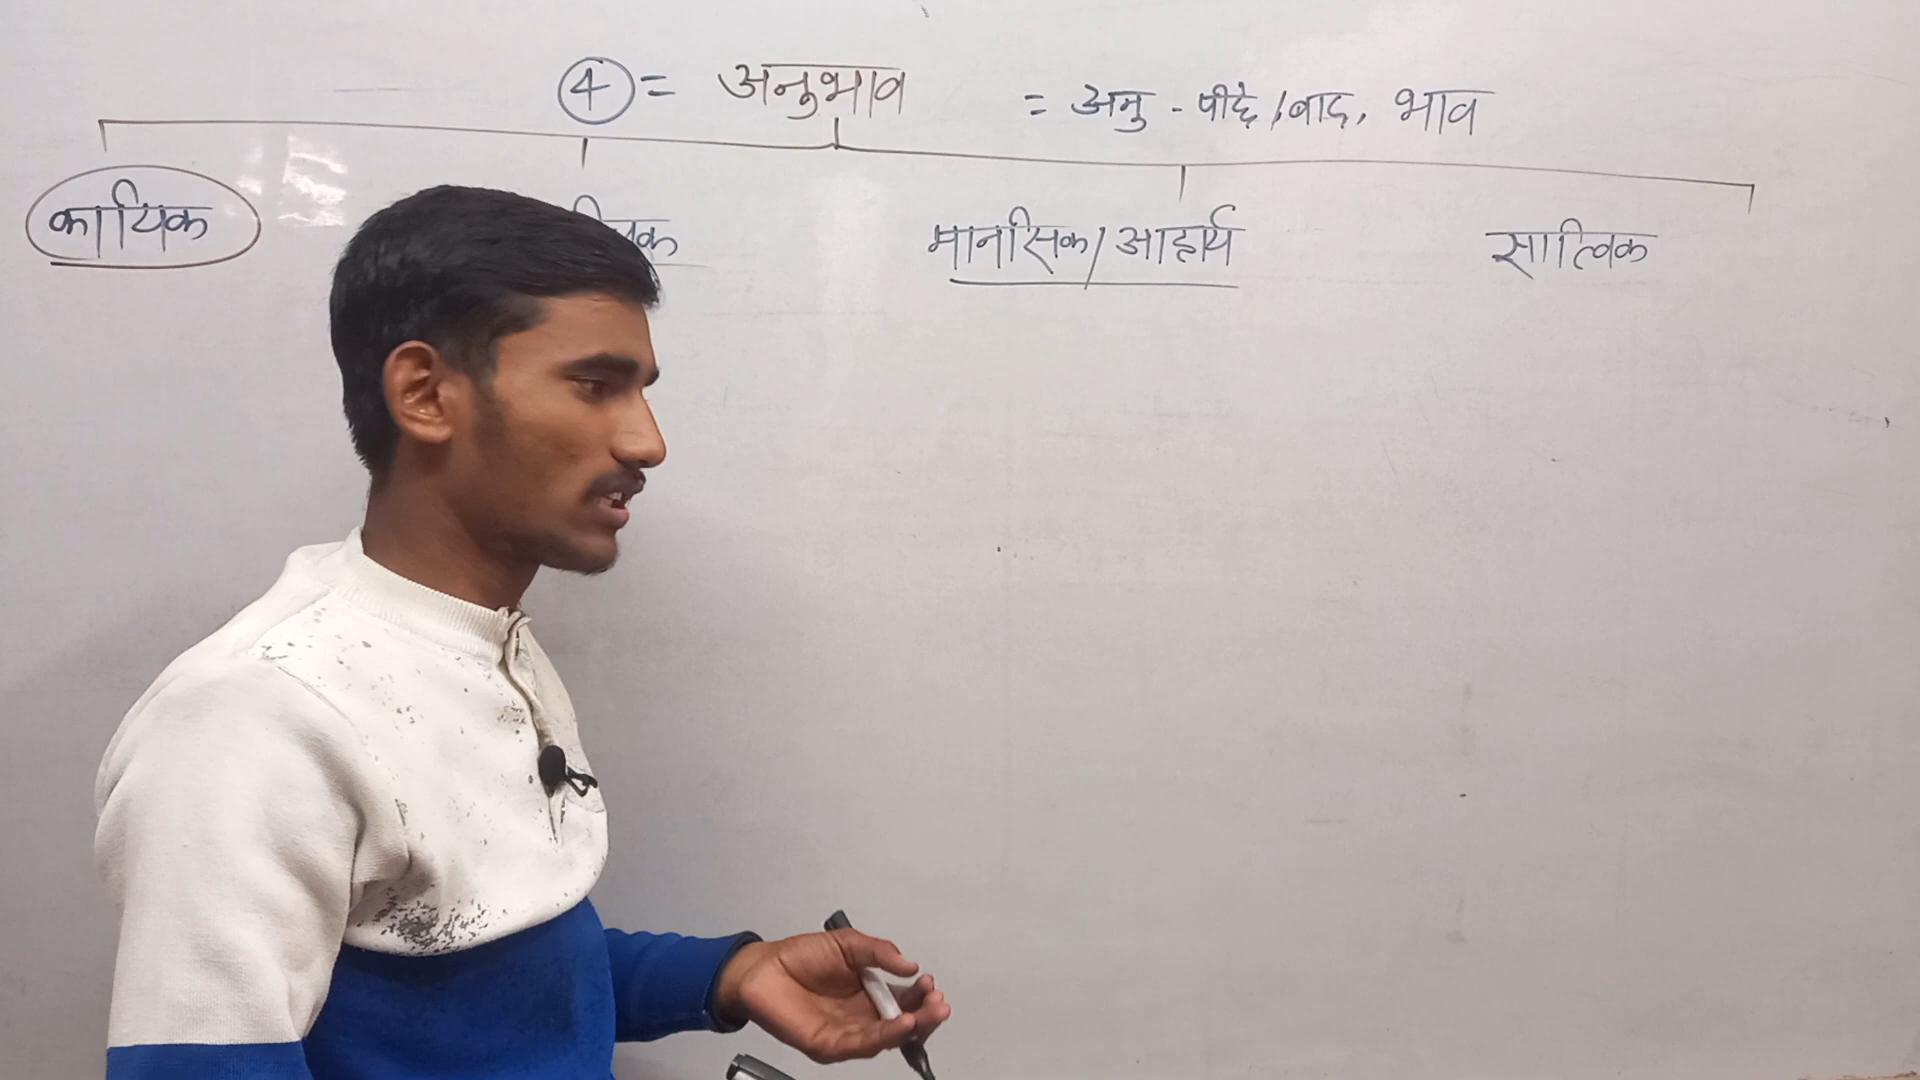 ④ = अनुभाव = अनु - पीछे / बाद, भाव
कायिक मानसिक / आहार्य सात्विक